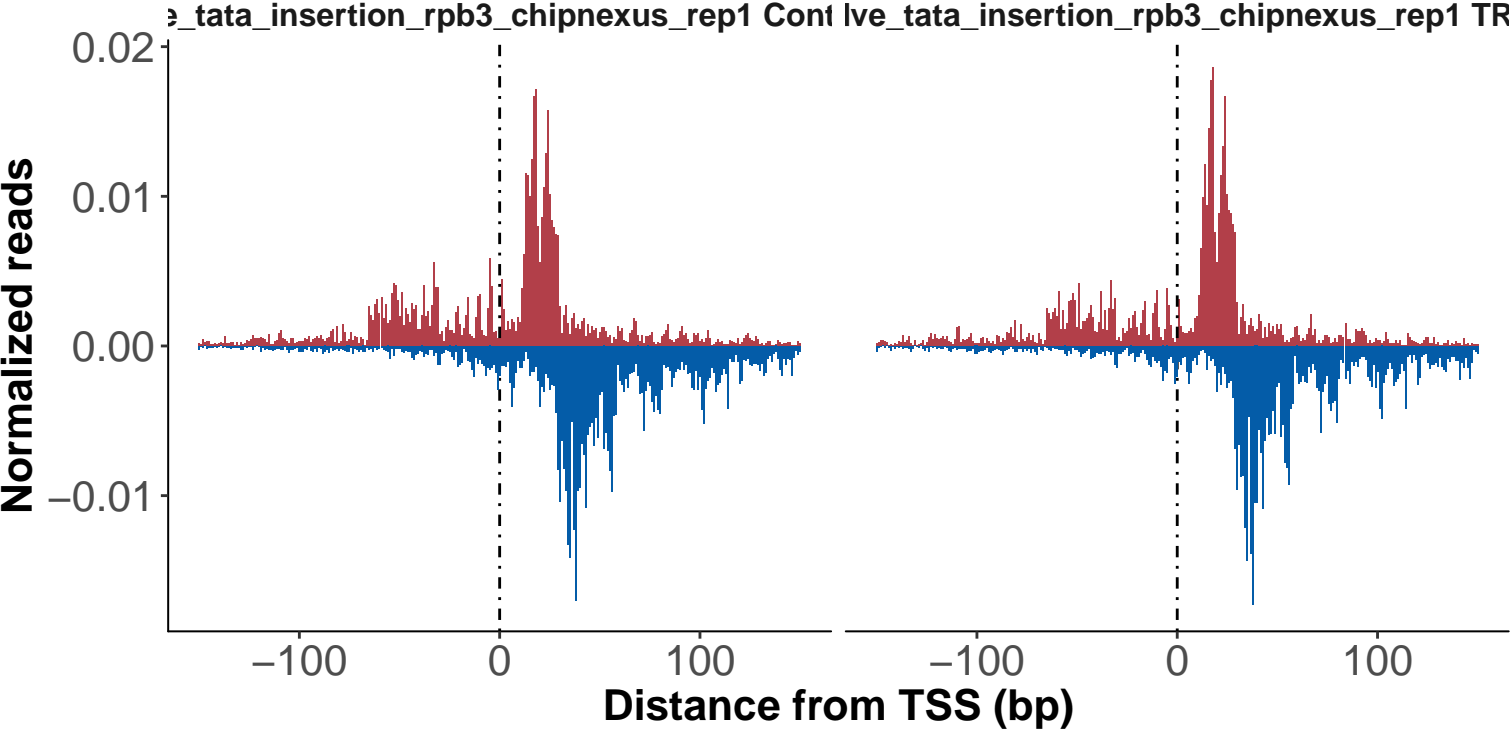 e_tata_insertion_rpb3_chipnexus_rep1 Cont
lve_tata_insertion_rpb3_chipnexus_rep1 TR
0.02
0.01
0.00
−0.01
Normalized reads
−100 0 100
−100 0 100
Distance from TSS (bp)